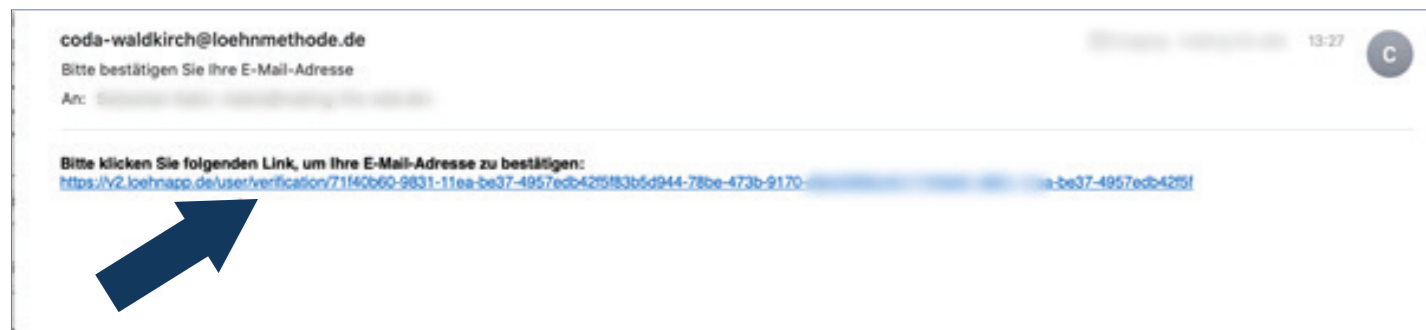 coda-waldkirch@loehnmethode.de
13:27
C
Bitte bestätigen Sie Ihre E-Mail-Adresse
An:
Bitte klicken Sie folgenden Link, um Ihre E-Mail-Adresse zu bestätigen:
https://v2.loehnapp.de/user/verification/71f40b60-9831-11ea-be37-4957edb42f5f83b5d944-78be-473b-9170- a-be37-4957edb42f5f